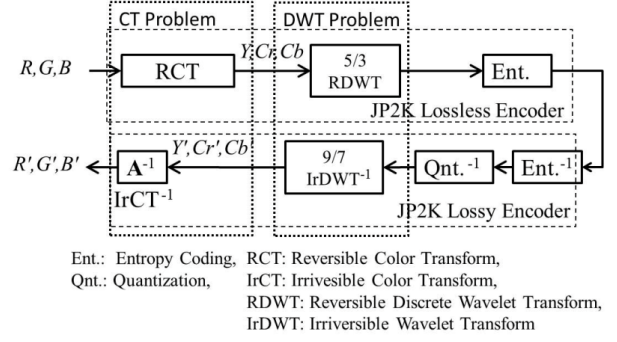 CT Problem DWT Problem
R,G,B RCT Y,Cr,Cb 5/3 RDWT Ent.
JP2K Lossless Encoder
R',G',B' A-1 Y',Cr',Cb' 9/7 IrDWT-1 Qnt.-1 Ent.-1
IrCT-1
JP2K Lossy Encoder
Ent.: Entropy Coding, RCT: Reversible Color Transform,
Qnt.: Quantization, IrCT: Irrivesible Color Transform,
RDWT: Reversible Discrete Wavelet Transform,
IrDWT: Irriversible Wavelet Transform